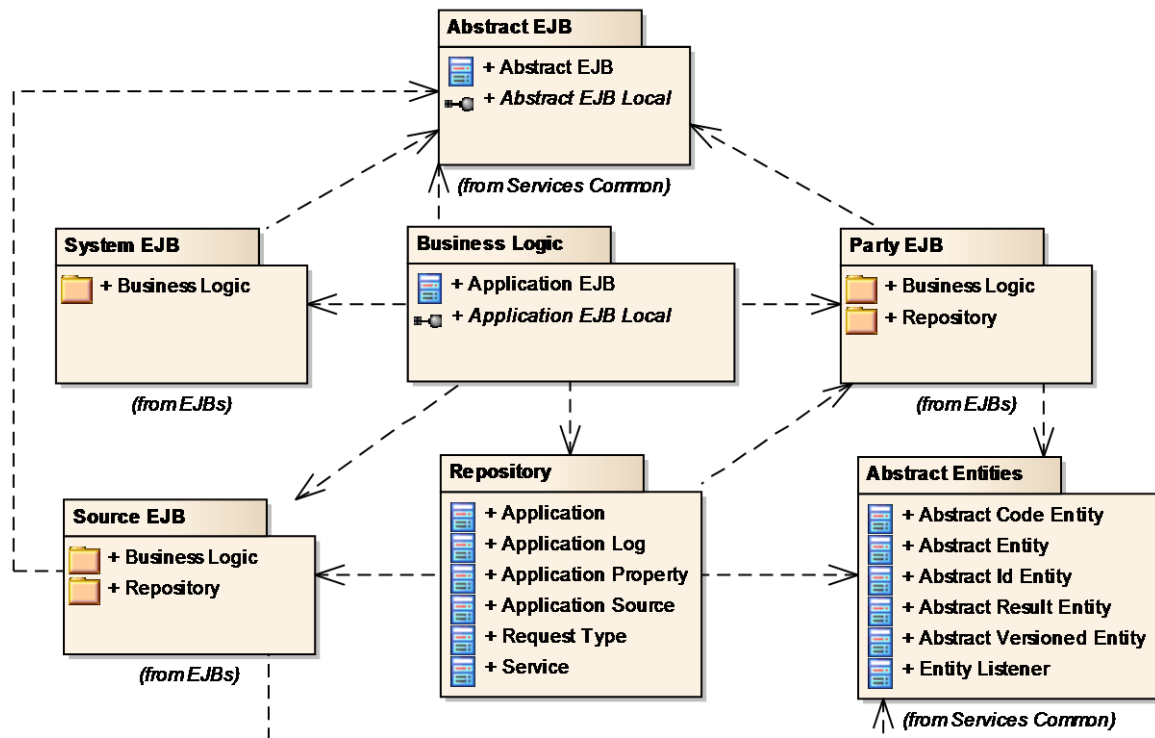 Abstract EJB
+ Abstract EJB
+ Abstract EJB Local
(from Services Common)
System EJB
+ Business Logic
(from EJBs)
Business Logic
+ Application EJB
+ Application EJB Local
Party EJB
+ Business Logic
+ Repository
(from EJBs)
Source EJB
+ Business Logic
+ Repository
(from EJBs)
Repository
+ Application
+ Application Log
+ Application Property
+ Application Source
+ Request Type
+ Service
Abstract Entities
+ Abstract Code Entity
+ Abstract Entity
+ Abstract Id Entity
+ Abstract Result Entity
+ Abstract Versioned Entity
+ Entity Listener
(from Services Common)